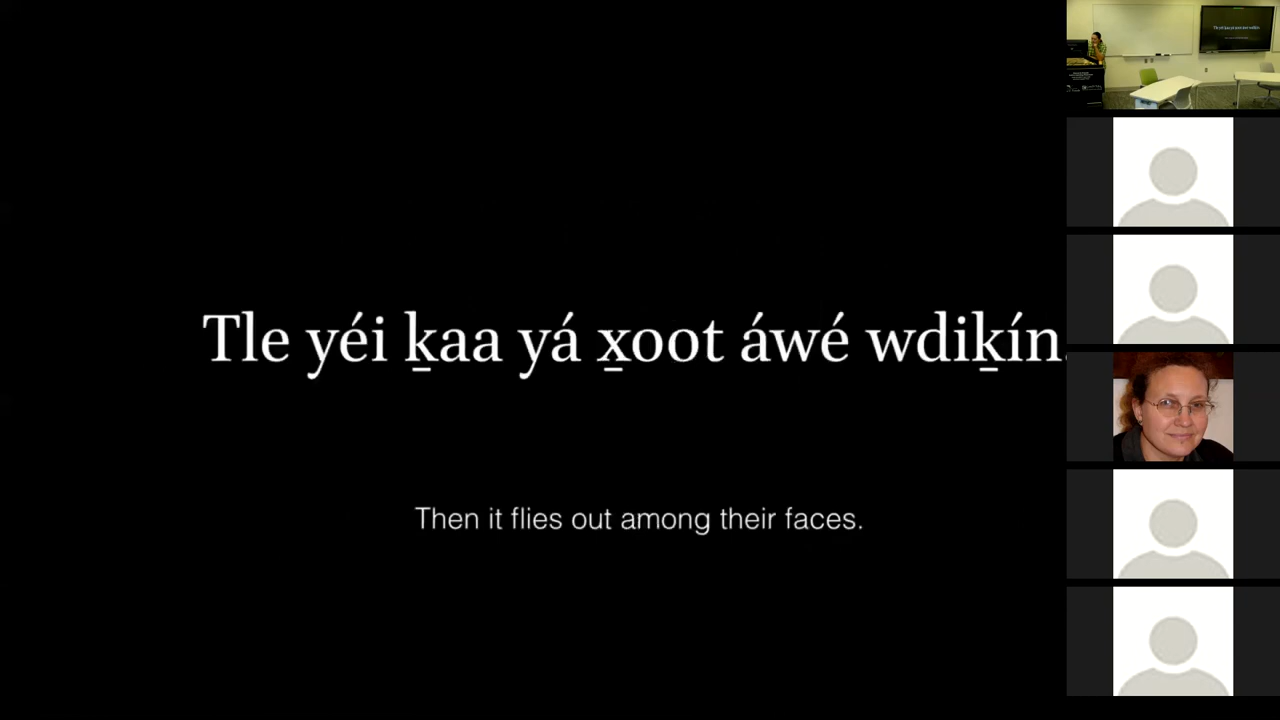 Tle yéi ḵaa yá x̱oot áwé wdiḵín.
Then it flies out among their faces.